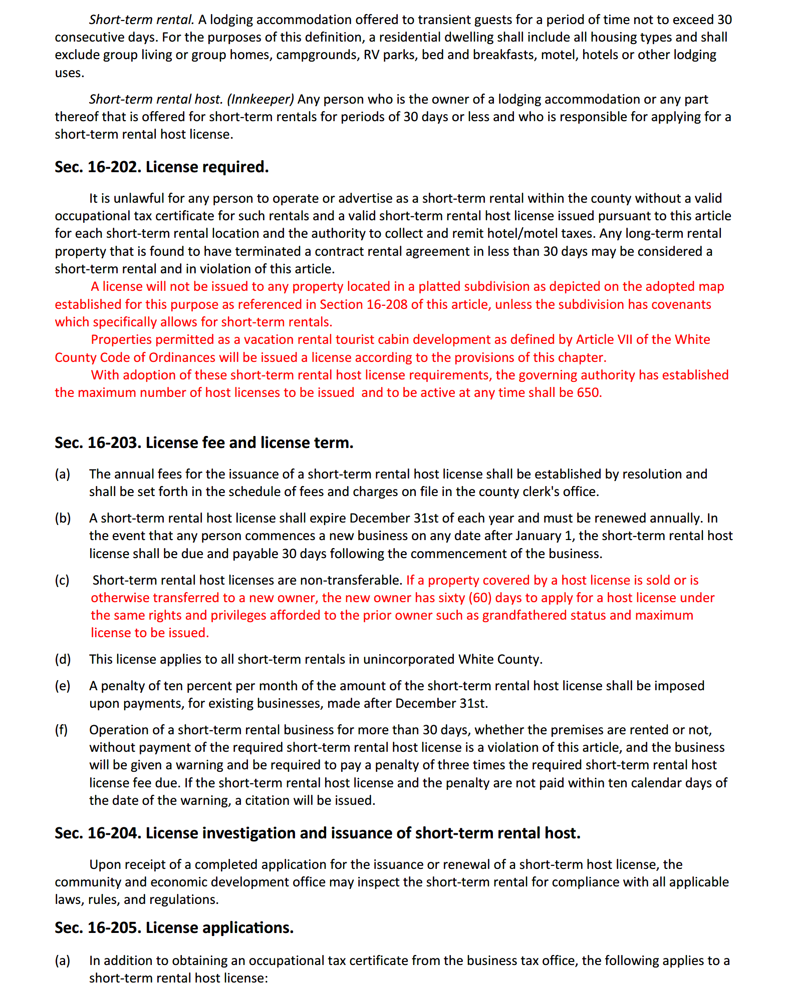 Short-term rental. A lodging accommodation offered to transient guests for a period of time not to exceed 30
consecutive days. For the purposes of this definition, a residential dwelling shall include all housing types and shall
exclude group living or group homes, campgrounds, RV parks, bed and breakfasts, motel, hotels or other lodging
uses.
Short-term rental host. (Innkeeper) Any person who is the owner of a lodging accommodation or any part
thereof that is offered for short-term rentals for periods of 30 days or less and who is responsible for applying for a
short-term rental host license.
Sec. 16-202. License required.
It is unlawful for any person to operate or advertise as a short-term rental within the county without a valid
occupational tax certificate for such rentals and a valid short-term rental host license issued pursuant to this article
for each short-term rental location and the authority to collect and remit hotel/motel taxes. Any long-term rental
property that is found to have terminated a contract rental agreement in less than 30 days may be considered a
short-term rental and in violation of this article.
A license will not be issued to any property located in a platted subdivision as depicted on the adopted map
established for this purpose as referenced in Section 16-208 of this article, unless the subdivision has covenants
which specifically allows for short-term rentals.
Properties permitted as a vacation rental tourist cabin development as defined by Article VII of the White
County Code of Ordinances will be issued a license according to the provisions of this chapter.
With adoption of these short-term rental host license requirements, the governing authority has established
the maximum number of host licenses to be issued  and to be active at any time shall be 650.
Sec. 16-203. License fee and license term.
(a) The annual fees for the issuance of a short-term rental host license shall be established by resolution and
shall be set forth in the schedule of fees and charges on file in the county clerk's office.
(b) A short-term rental host license shall expire December 31st of each year and must be renewed annually. In
the event that any person commences a new business on any date after January 1, the short-term rental host
license shall be due and payable 30 days following the commencement of the business.
(c) Short-term rental host licenses are non-transferable. If a property covered by a host license is sold or is
otherwise transferred to a new owner, the new owner has sixty (60) days to apply for a host license under
the same rights and privileges afforded to the prior owner such as grandfathered status and maximum
license to be issued.
(d) This license applies to all short-term rentals in unincorporated White County.
(e) A penalty of ten percent per month of the amount of the short-term rental host license shall be imposed
upon payments, for existing businesses, made after December 31st.
(f) Operation of a short-term rental business for more than 30 days, whether the premises are rented or not,
without payment of the required short-term rental host license is a violation of this article, and the business
will be given a warning and be required to pay a penalty of three times the required short-term rental host
license fee due. If the short-term rental host license and the penalty are not paid within ten calendar days of
the date of the warning, a citation will be issued.
Sec. 16-204. License investigation and issuance of short-term rental host.
Upon receipt of a completed application for the issuance or renewal of a short-term host license, the
community and economic development office may inspect the short-term rental for compliance with all applicable
laws, rules, and regulations.
Sec. 16-205. License applications.
(a) In addition to obtaining an occupational tax certificate from the business tax office, the following applies to a
short-term rental host license: